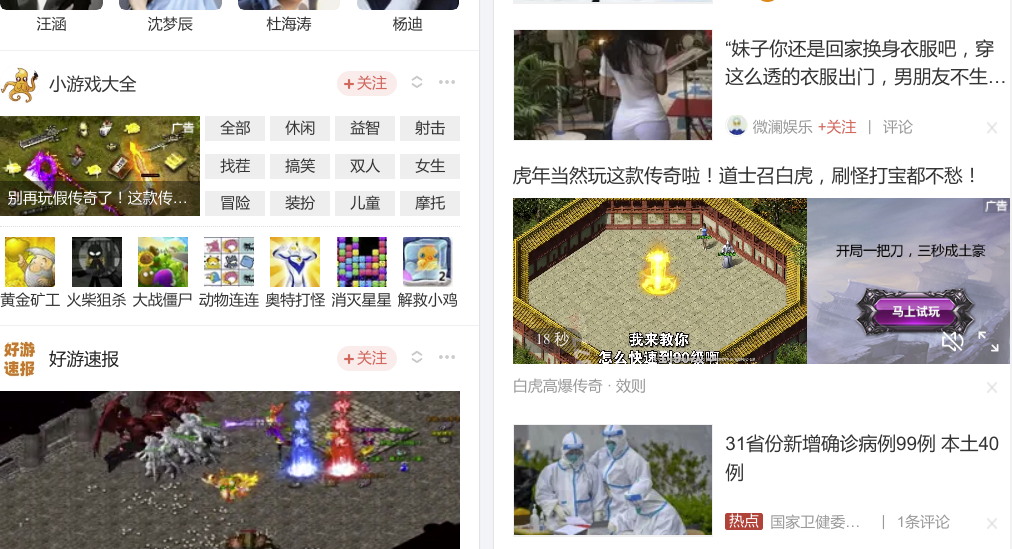 汪涵
沈梦辰
杜海涛
杨迪
小游戏大全
+关注
广告
别再玩假传奇了！这款传…
全部
休闲
益智
射击
找茬
搞笑
双人
女生
冒险
装扮
儿童
摩托
2
黄金矿工
火柴狙杀
大战僵尸
动物连连
奥特打怪
消灭星星
解救小鸡
好游
速报
好游速报
+关注
“妹子你还是回家换身衣服吧，穿
这么透的衣服出门，男朋友不生…
微澜娱乐 +关注 | 评论
虎年当然玩这款传奇啦！道士召白虎，刷怪打宝都不愁！
广告
开局一把刀，三秒成土豪
马上试玩
18 秒
我来教你
怎么快速到90级啊
白虎高爆传奇 · 效则
31省份新增确诊病例99例 本土40
例
热点 国家卫健委… | 1条评论